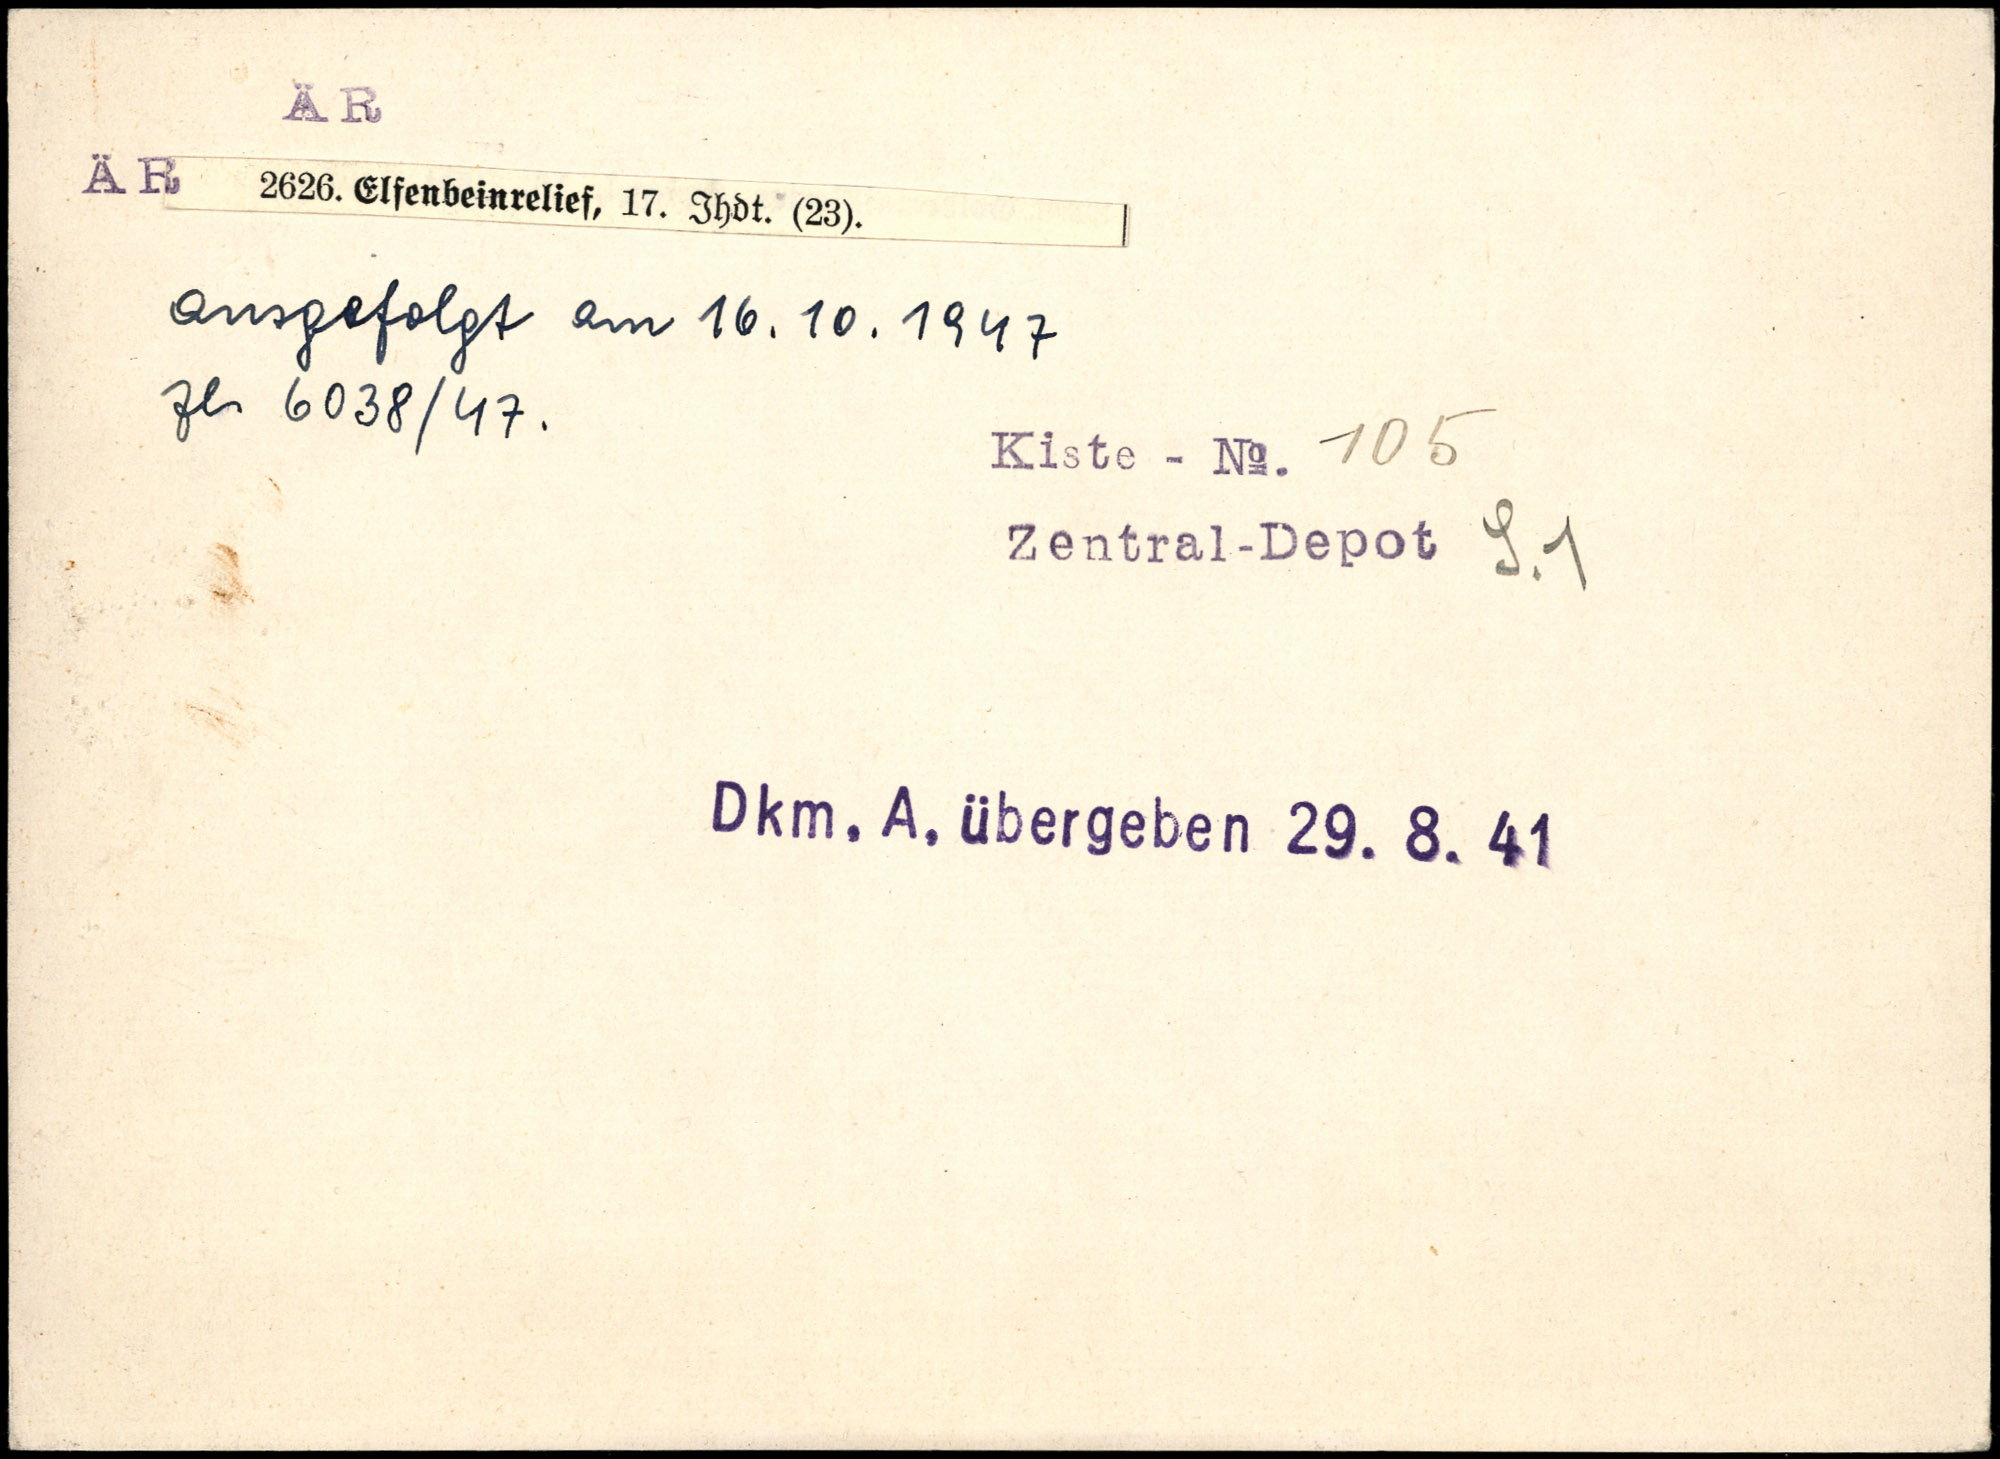 ÄR
ÄR 2626. Elfenbeinrelief, 17. Jhdt. (23).
ausgefolgt am 16. 10. 1947
Zl. 6038/47.
Kiste - №. 105
Zentral-Depot S.1
Dkm. A. übergeben 29. 8. 41